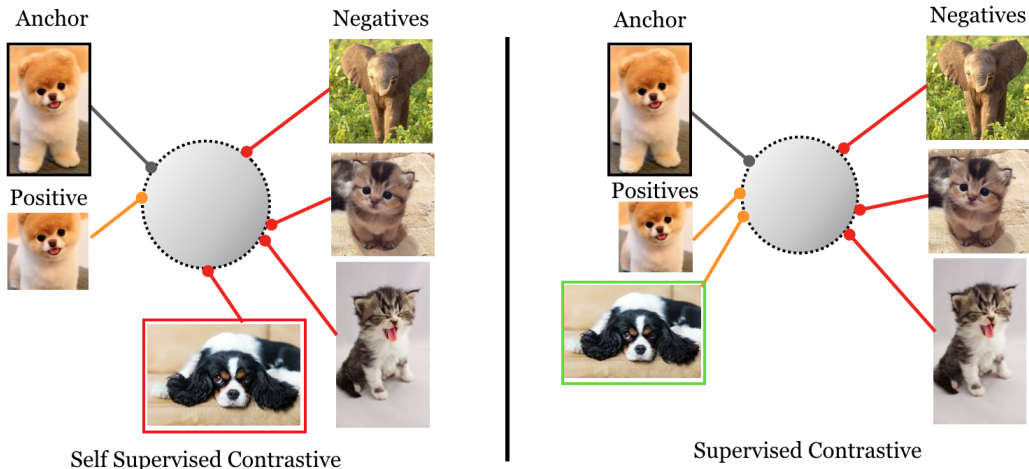 Anchor
Negatives
Positive
Self Supervised Contrastive
Anchor
Negatives
Positives
Supervised Contrastive